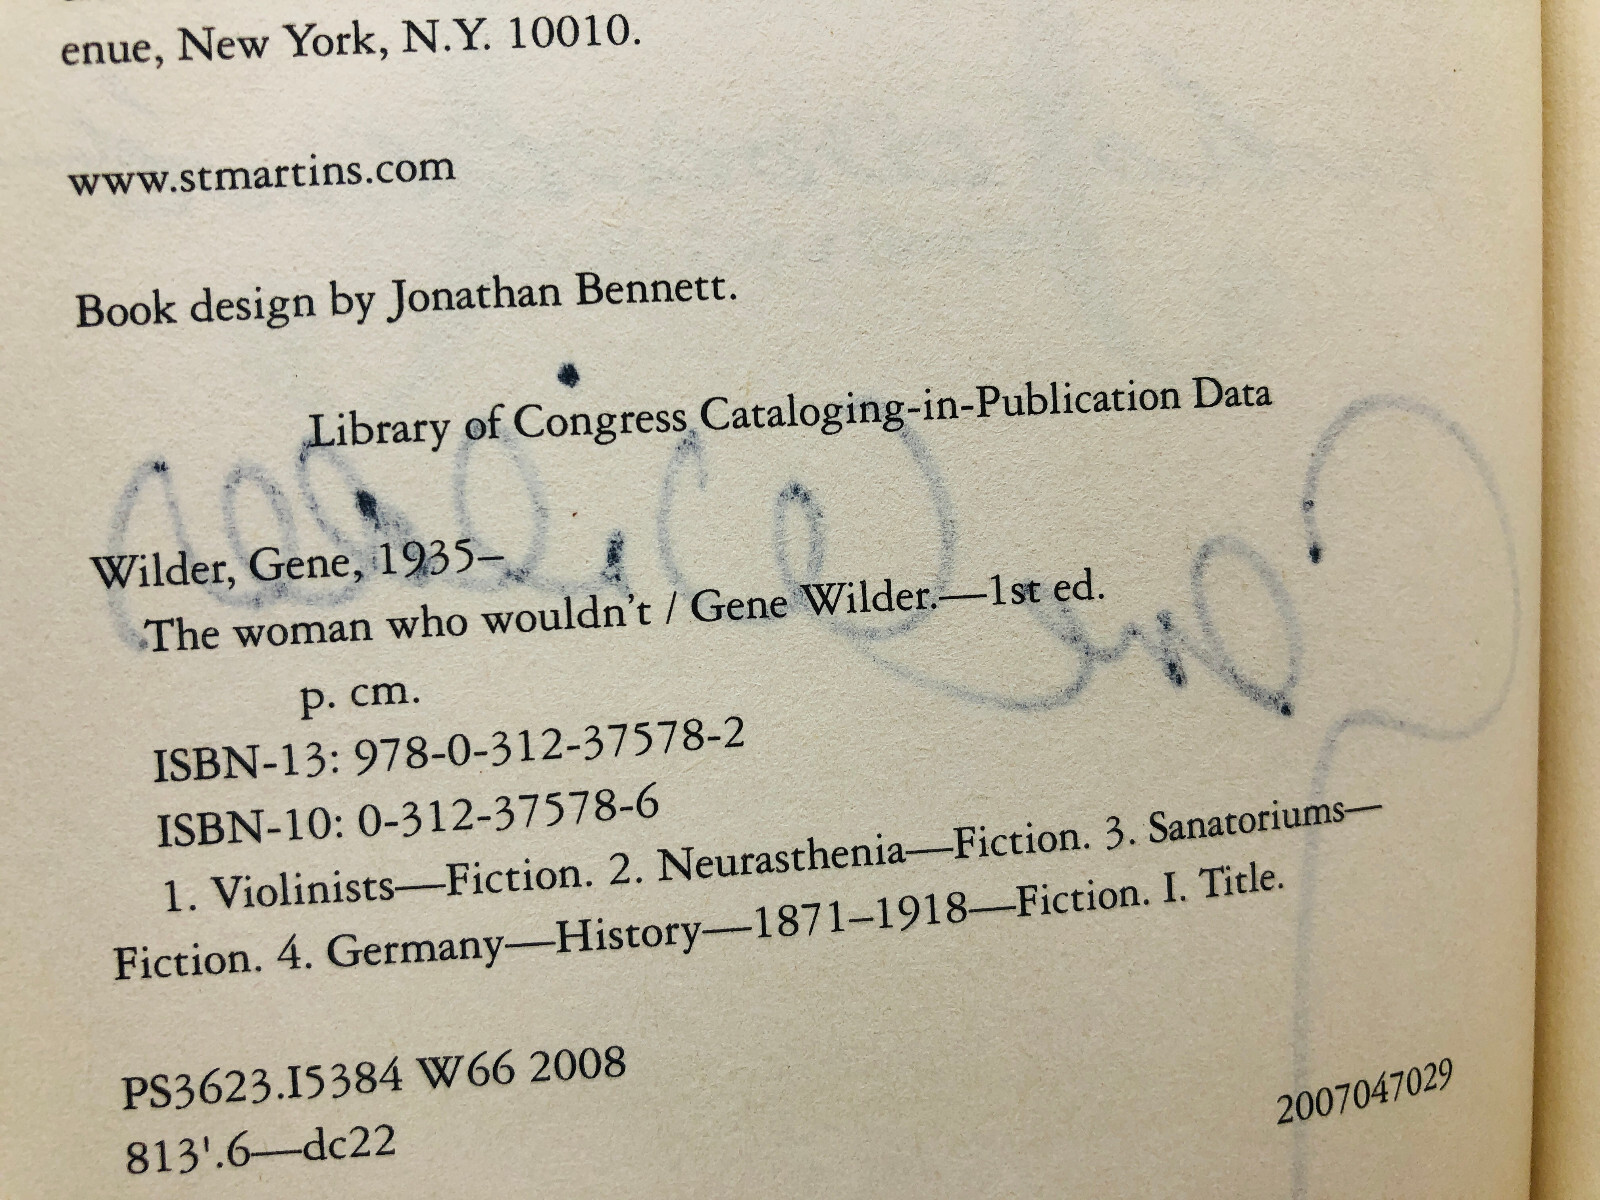 enue, New York, N.Y. 10010.
www.stmartins.com
Book design by Jonathan Bennett.
Library of Congress Cataloging-in-Publication Data
Wilder, Gene, 1935–
The woman who wouldn't / Gene Wilder.—1st ed.
p. cm.
ISBN-13: 978-0-312-37578-2
ISBN-10: 0-312-37578-6
1. Violinists—Fiction. 2. Neurasthenia—Fiction. 3. Sanatoriums—
Fiction. 4. Germany—History—1871–1918—Fiction. I. Title.
PS3623.I5384 W66 2008
813'.6—dc22
2007047029